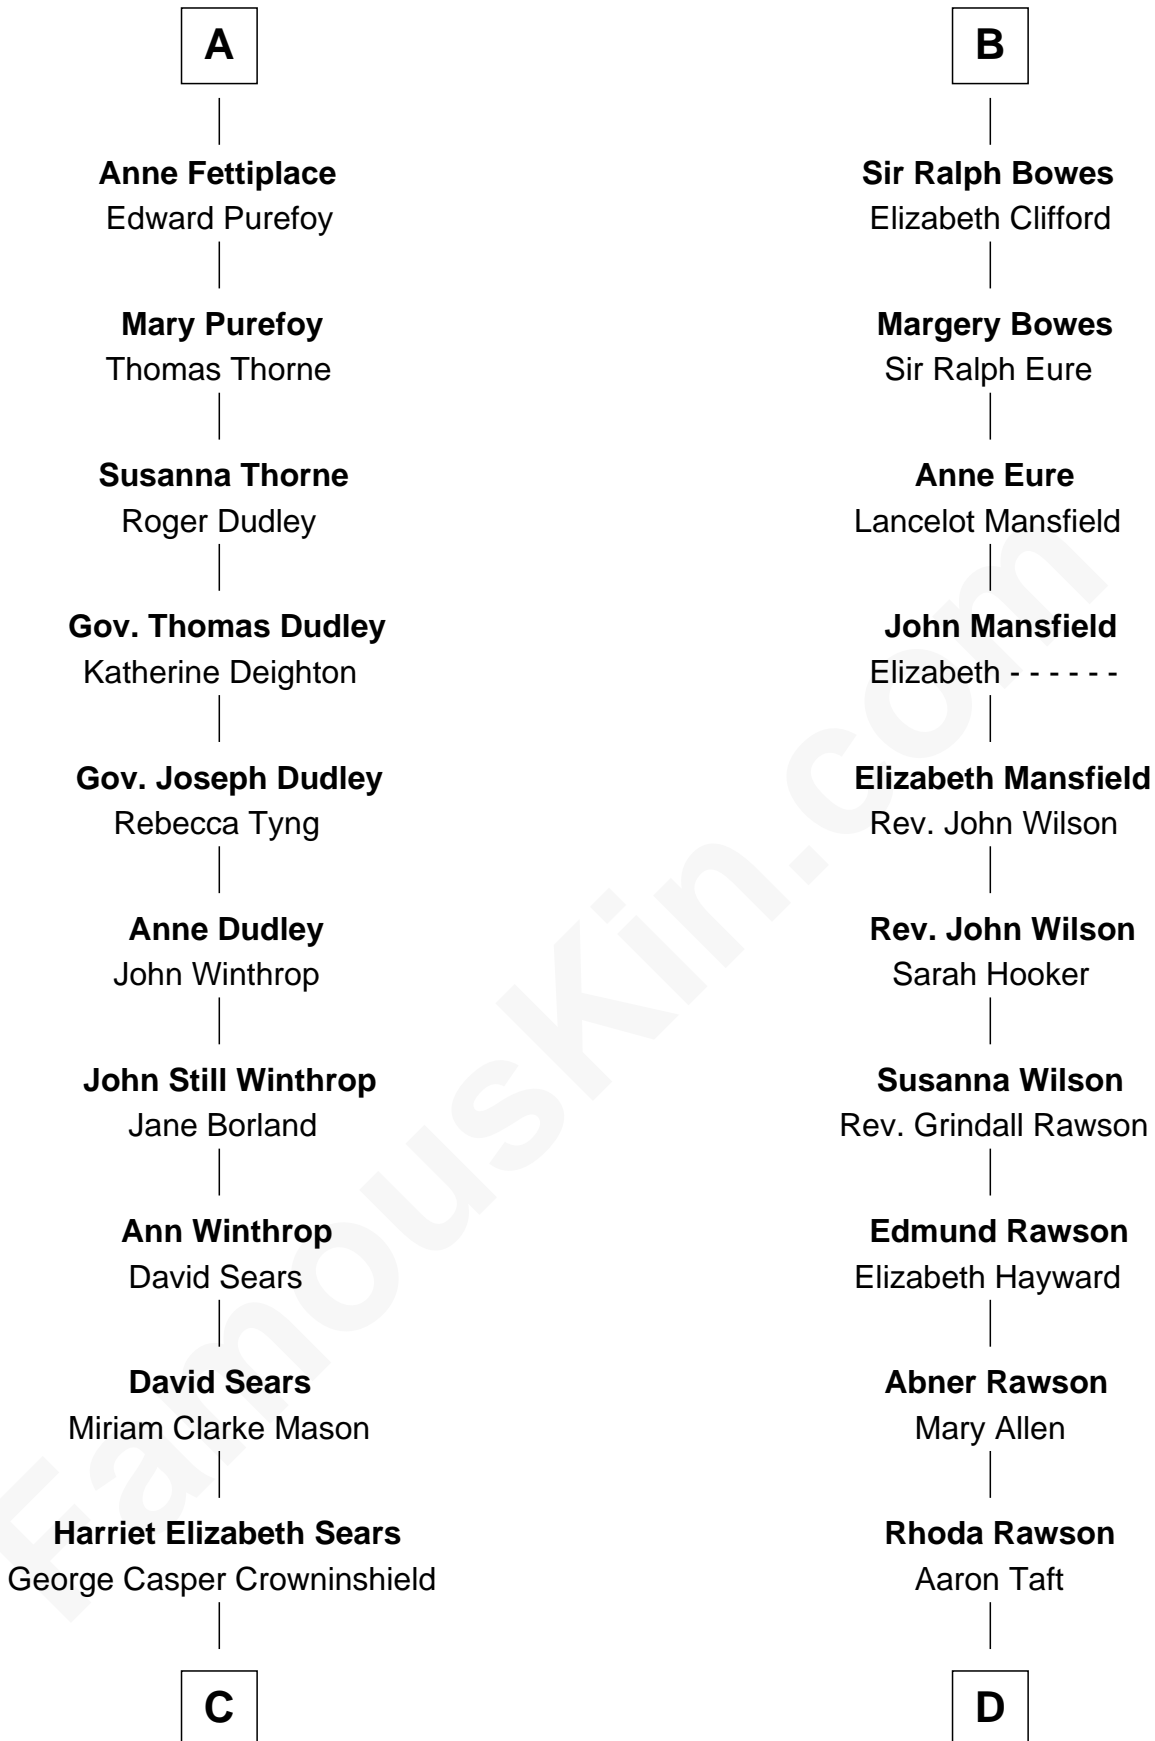 A
Anne Fettiplace
Edward Purefoy
Mary Purefoy
Thomas Thorne
Susanna Thorne
Roger Dudley
Gov. Thomas Dudley
Katherine Deighton
Gov. Joseph Dudley
Rebecca Tyng
Anne Dudley
John Winthrop
John Still Winthrop
Jane Borland
Ann Winthrop
David Sears
David Sears
Miriam Clarke Mason
Harriet Elizabeth Sears
George Casper Crowninshield
C
B
Sir Ralph Bowes
Elizabeth Clifford
Margery Bowes
Sir Ralph Eure
Anne Eure
Lancelot Mansfield
John Mansfield
Elizabeth - - - - - -
Elizabeth Mansfield
Rev. John Wilson
Rev. John Wilson
Sarah Hooker
Susanna Wilson
Rev. Grindall Rawson
Edmund Rawson
Elizabeth Hayward
Abner Rawson
Mary Allen
Rhoda Rawson
Aaron Taft
D
FamousKin.com